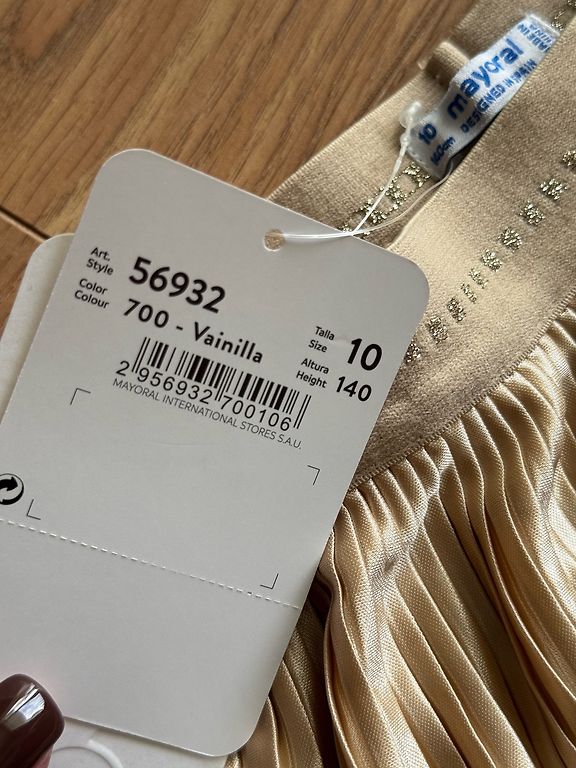 Art.
Style
56932
Color
Colour
700 - Vainilla
Talla
Size
10
Altura
Height
140
2 956932 700106
MAYORAL INTERNATIONAL STORES S.A.U.
10
140cm
mayoral
DESIGNED IN SPAIN